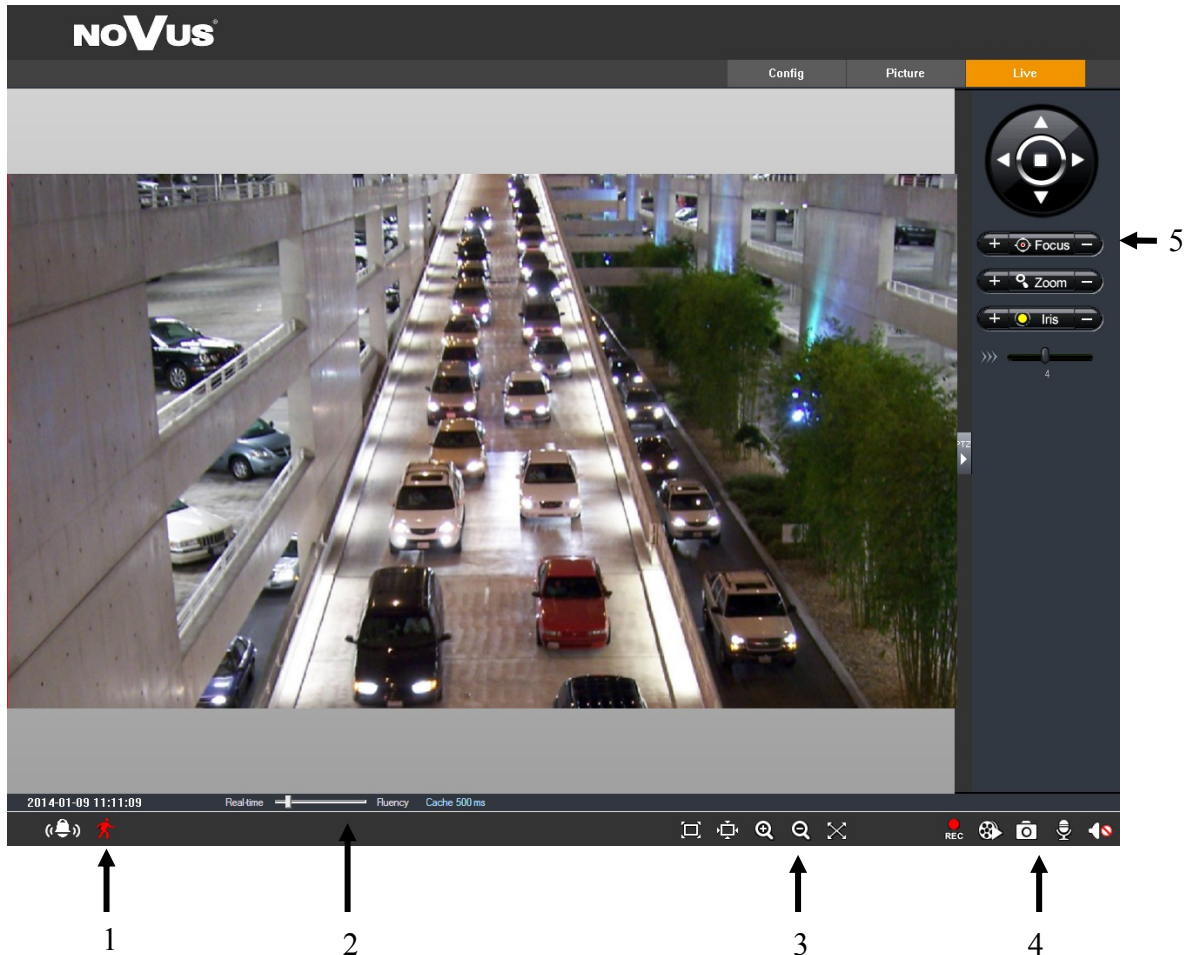 NOVUS®
Config Picture Live
Focus
5
Zoom
Iris
4
PTZ
2014-01-09 11:11:09 Real-time Fluency Cache 500 ms
REC
1 2 3 4